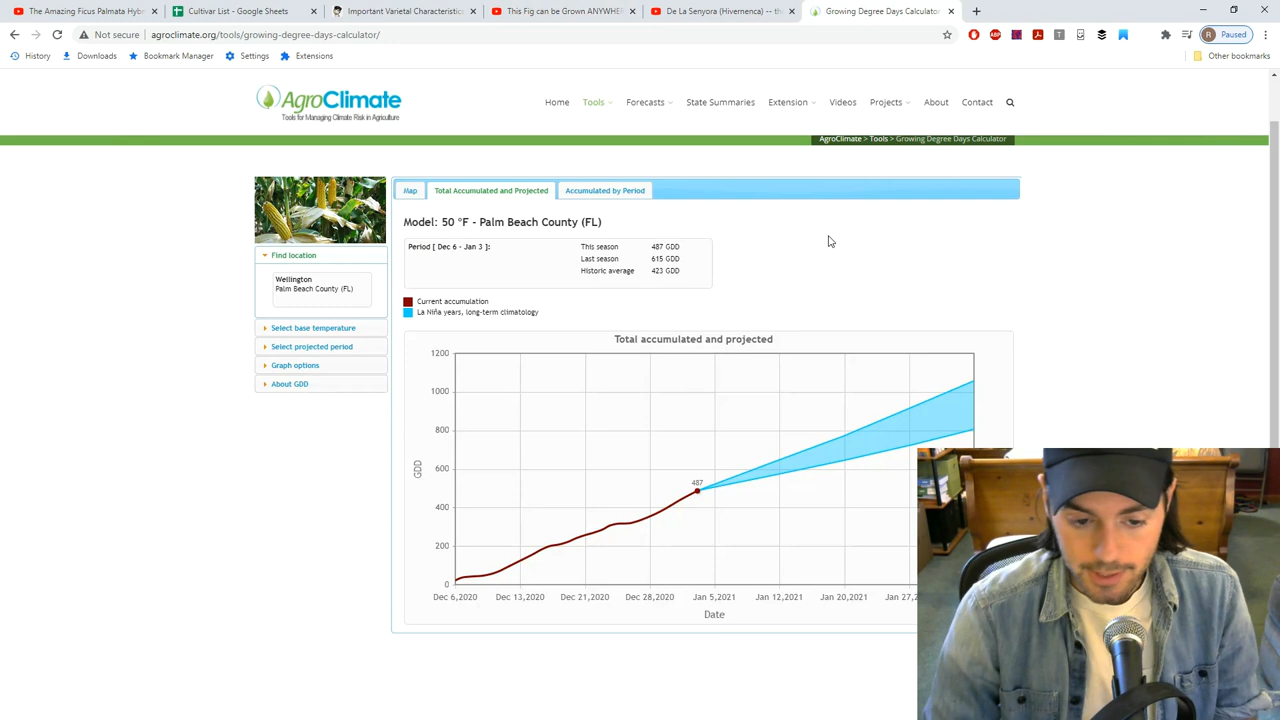 The Amazing Ficus Palmata Hybr
Cultivar List - Google Sheets
Important Varietal Characteristics
This Fig can be Grown ANYWHER
De La Senyora (Hivernenca) -- tha
Growing Degree Days Calculator
Not secure
agroclimate.org/tools/growing-degree-days-calculator/
ABP
R Paused
History
Downloads
Bookmark Manager
Settings
Extensions
Other bookmarks
AgroClimate
Tools for Managing Climate Risk in Agriculture
Home
Tools
Forecasts
State Summaries
Extension
Videos
Projects
About
Contact
AgroClimate > Tools > Growing Degree Days Calculator
Map
Total Accumulated and Projected
Accumulated by Period
Find location
Wellington
Palm Beach County (FL)
Select base temperature
Select projected period
Graph options
About GDD
Model: 50 °F - Palm Beach County (FL)
Period [ Dec 6 - Jan 3 ]:
This season 487 GDD
Last season 615 GDD
Historic average 423 GDD
Current accumulation
La Niña years, long-term climatology
Total accumulated and projected
1200
1000
800
600
400
200
0
GDD
487
Dec 6,2020
Dec 13,2020
Dec 21,2020
Dec 28,2020
Jan 5,2021
Jan 12,2021
Jan 20,2021
Jan 27,
Date